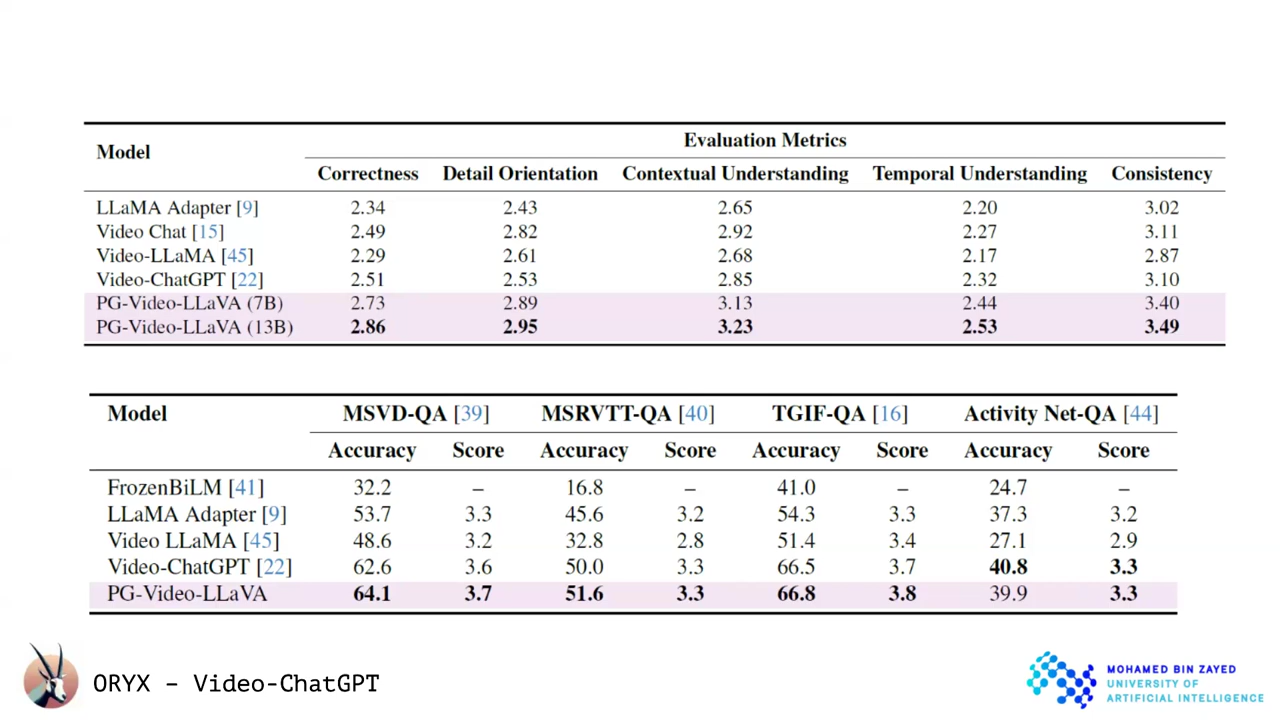 Model Evaluation Metrics
Correctness Detail Orientation Contextual Understanding Temporal Understanding Consistency
LLaMA Adapter [9] 2.34 2.43 2.65 2.20 3.02
Video Chat [15] 2.49 2.82 2.92 2.27 3.11
Video-LLaMA [45] 2.29 2.61 2.68 2.17 2.87
Video-ChatGPT [22] 2.51 2.53 2.85 2.32 3.10
PG-Video-LLaVA (7B) 2.73 2.89 3.13 2.44 3.40
PG-Video-LLaVA (13B) 2.86 2.95 3.23 2.53 3.49
Model MSVD-QA [39] MSRVTT-QA [40] TGIF-QA [16] Activity Net-QA [44]
Accuracy Score Accuracy Score Accuracy Score Accuracy Score
FrozenBiLM [41] 32.2 – 16.8 – 41.0 – 24.7 –
LLaMA Adapter [9] 53.7 3.3 45.6 3.2 54.3 3.3 37.3 3.2
Video LLaMA [45] 48.6 3.2 32.8 2.8 51.4 3.4 27.1 2.9
Video-ChatGPT [22] 62.6 3.6 50.0 3.3 66.5 3.7 40.8 3.3
PG-Video-LLaVA 64.1 3.7 51.6 3.3 66.8 3.8 39.9 3.3
ORYX – Video-ChatGPT
MOHAMED BIN ZAYED
UNIVERSITY OF
ARTIFICIAL INTELLIGENCE